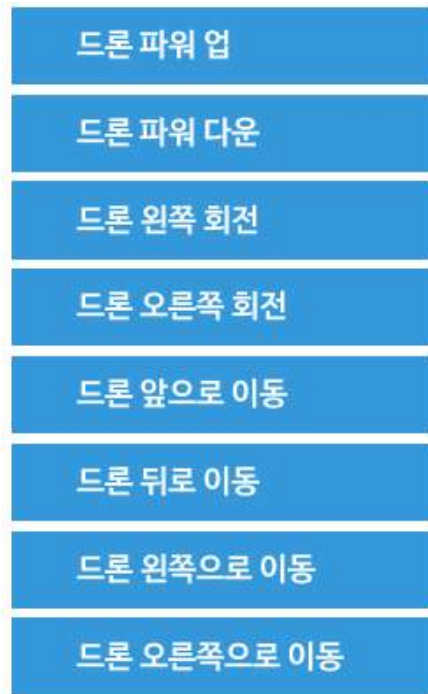 드론 파워 업
드론 파워 다운
드론 왼쪽 회전
드론 오른쪽 회전
드론 앞으로 이동
드론 뒤로 이동
드론 왼쪽으로 이동
드론 오른쪽으로 이동